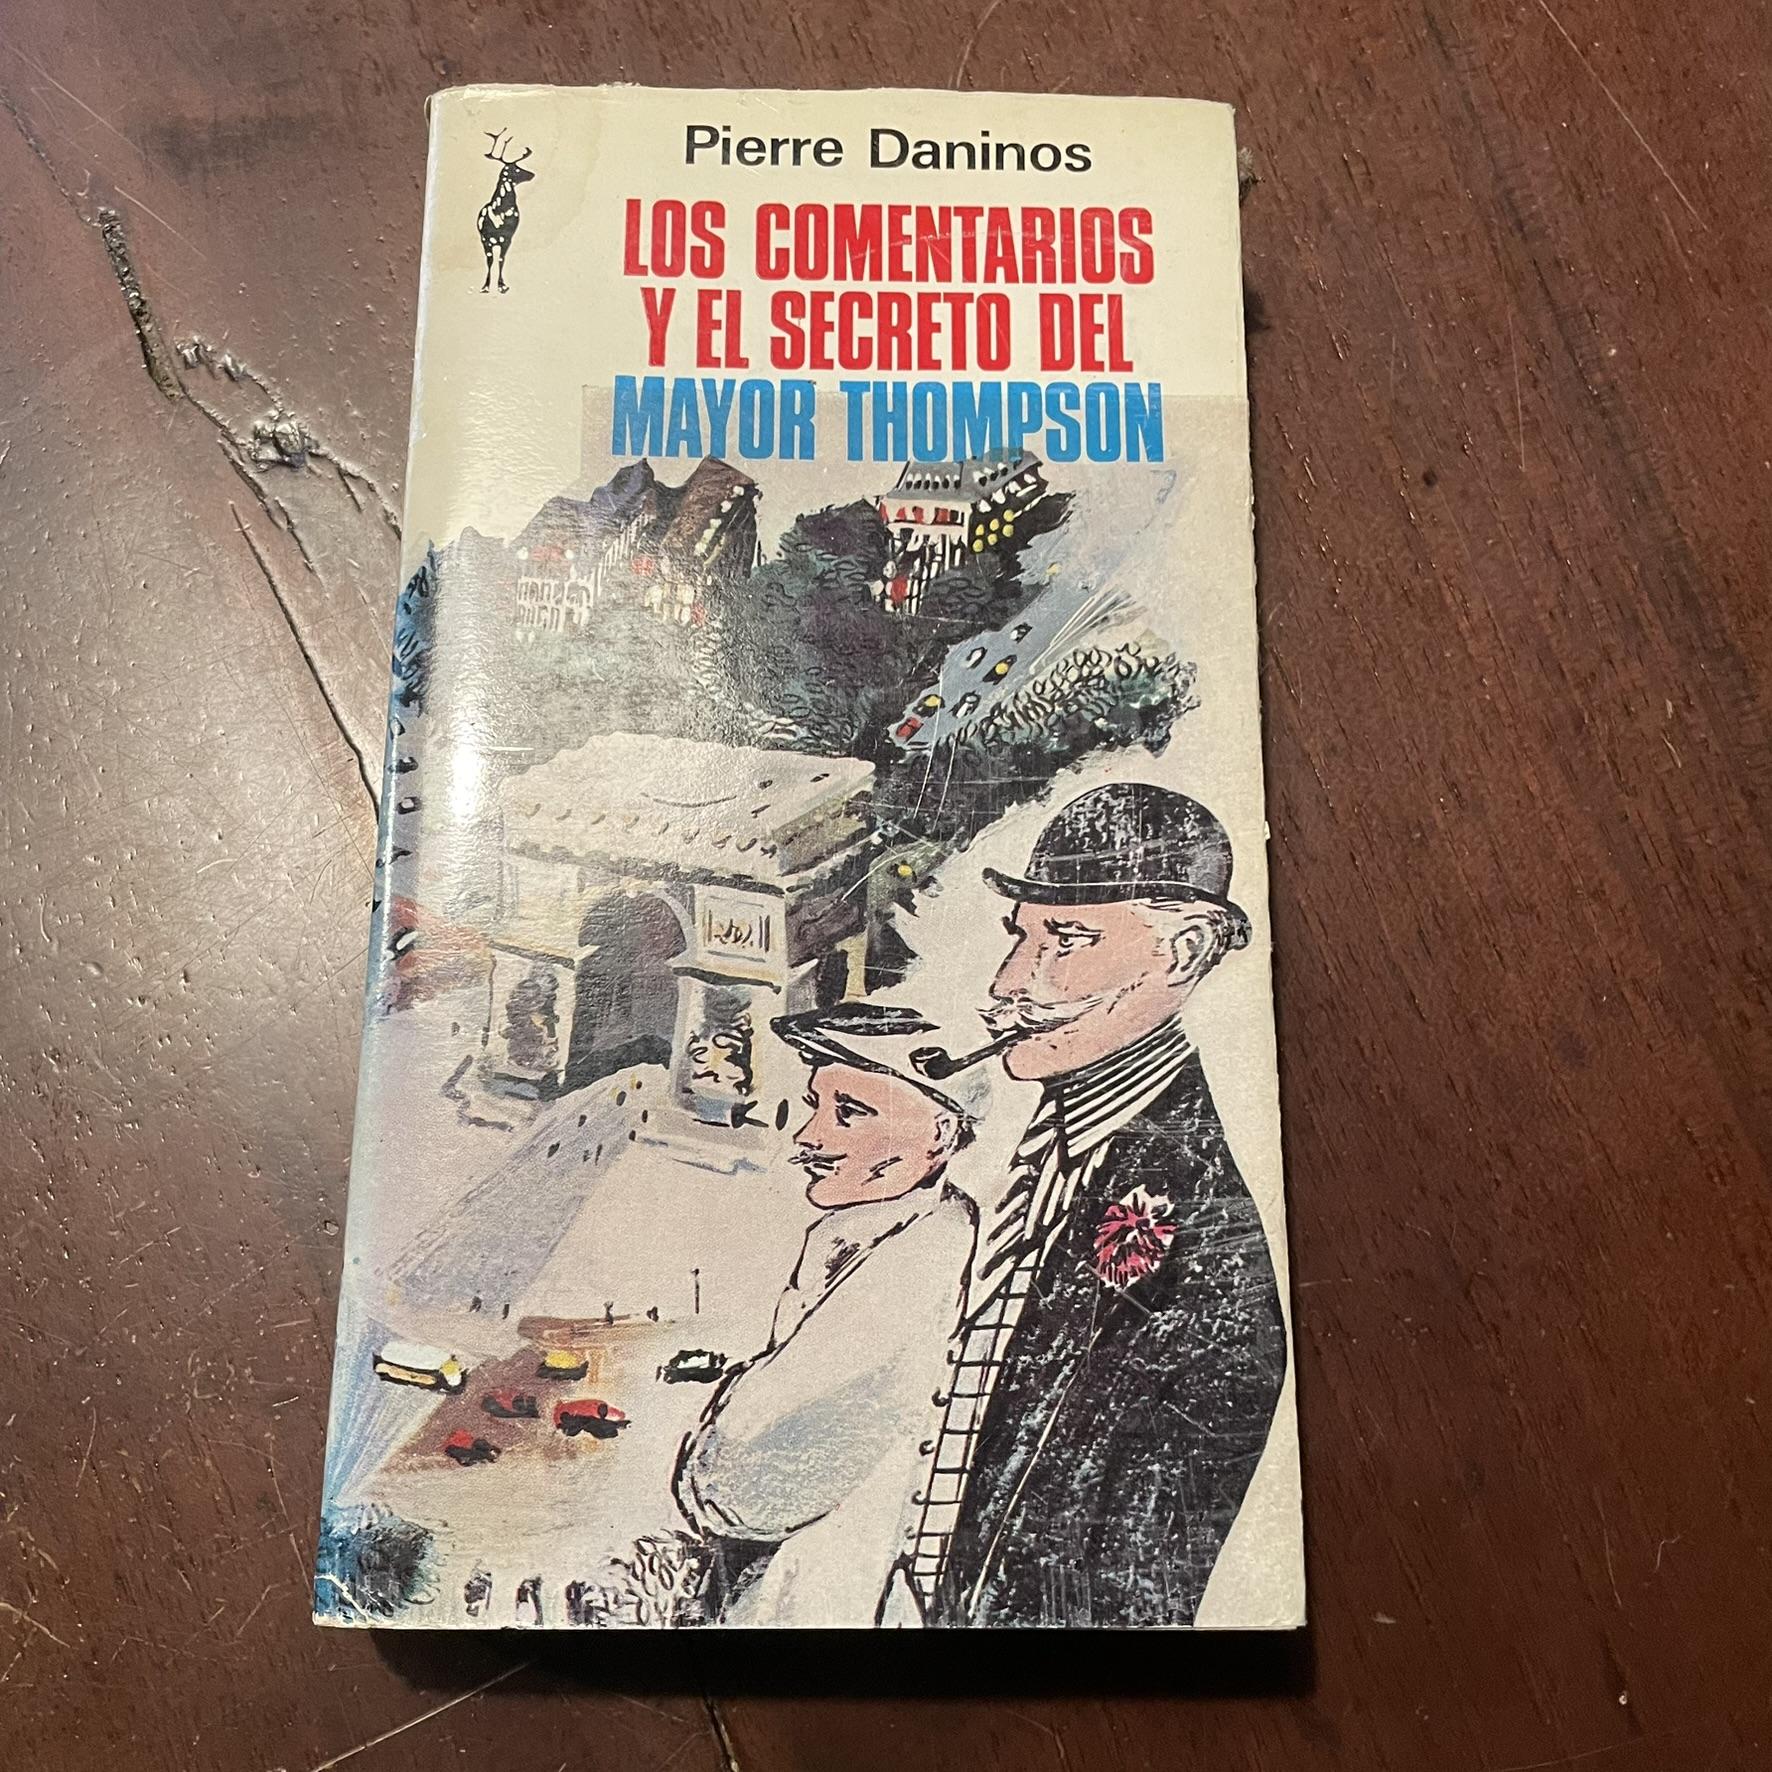 Pierre Daninos
LOS COMENTARIOS
Y EL SECRETO DEL
MAYOR THOMPSON